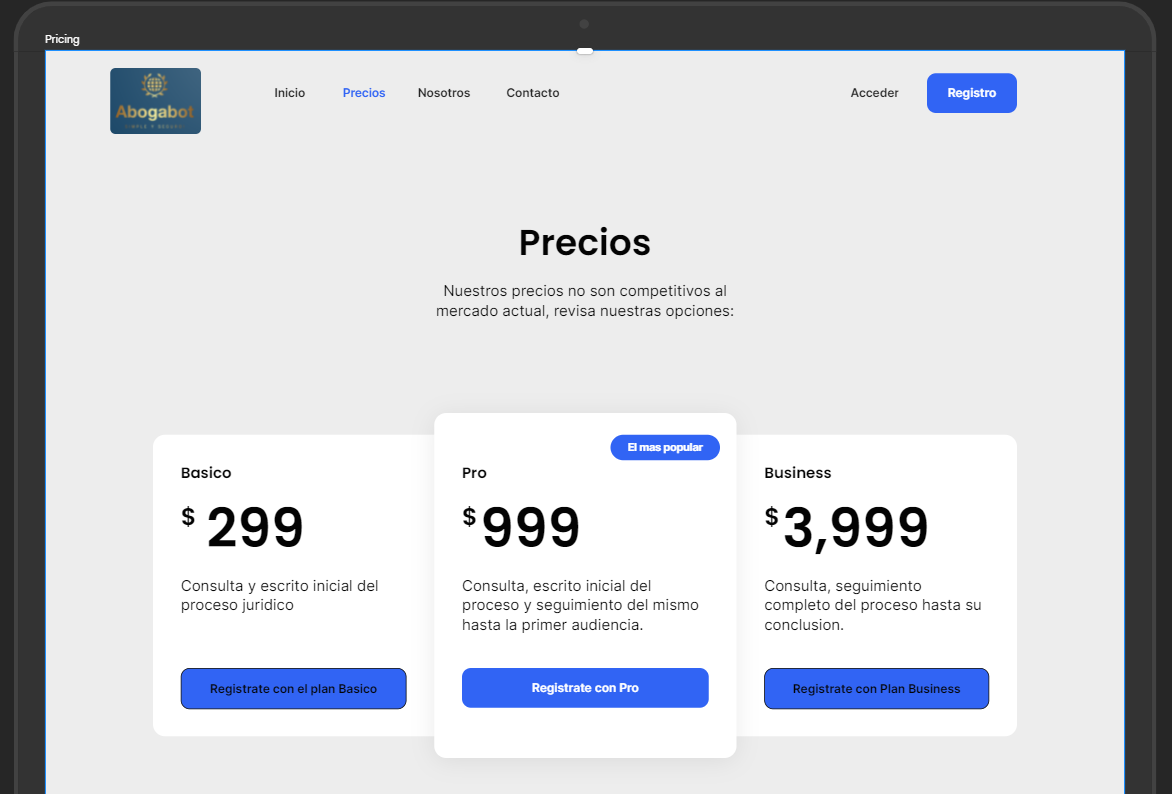 Pricing
Abogabot
Inicio
Precios
Nosotros
Contacto
Acceder
Registro
Precios
Nuestros precios no son competitivos al
mercado actual, revisa nuestras opciones:
El mas popular
Basico
$ 299
Consulta y escrito inicial del
proceso juridico
Registrate con el plan Basico
Pro
$ 999
Consulta, escrito inicial del
proceso y seguimiento del mismo
hasta la primer audiencia.
Registrate con Pro
Business
$ 3,999
Consulta, seguimiento
completo del proceso hasta su
conclusion.
Registrate con Plan Business